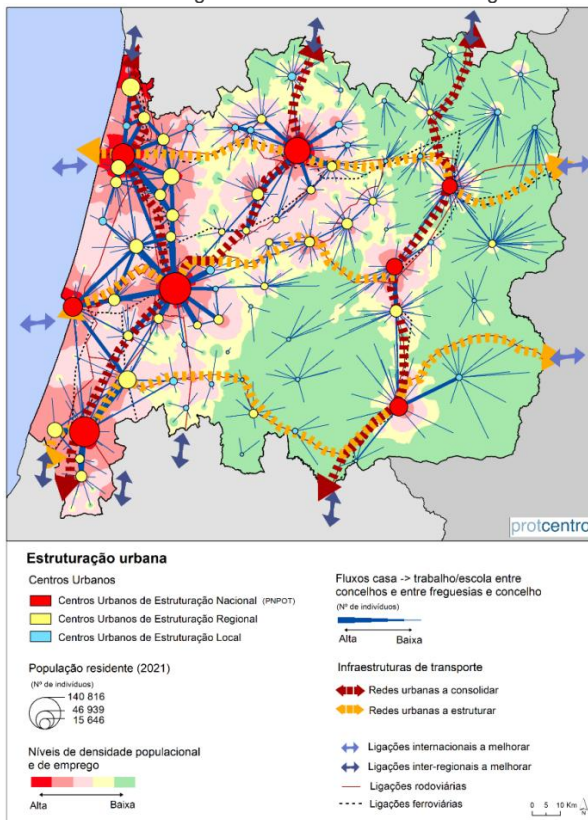 protcentro
Estruturação urbana
Centros Urbanos
Centros Urbanos de Estruturação Nacional (PNPOT)
Centros Urbanos de Estruturação Regional
Centros Urbanos de Estruturação Local
População residente (2021)
(Nº de indivíduos)
140 816
46 939
15 646
Níveis de densidade populacional
e de emprego
Alta
Baixa
Fluxos casa -> trabalho/escola entre
concelhos e entre freguesias e concelho
(Nº de indivíduos)
Alta
Baixa
Infraestruturas de transporte
Redes urbanas a consolidar
Redes urbanas a estruturar
Ligações internacionais a melhorar
Ligações inter-regionais a melhorar
Ligações rodoviárias
Ligações ferroviárias
0 5 10 Km